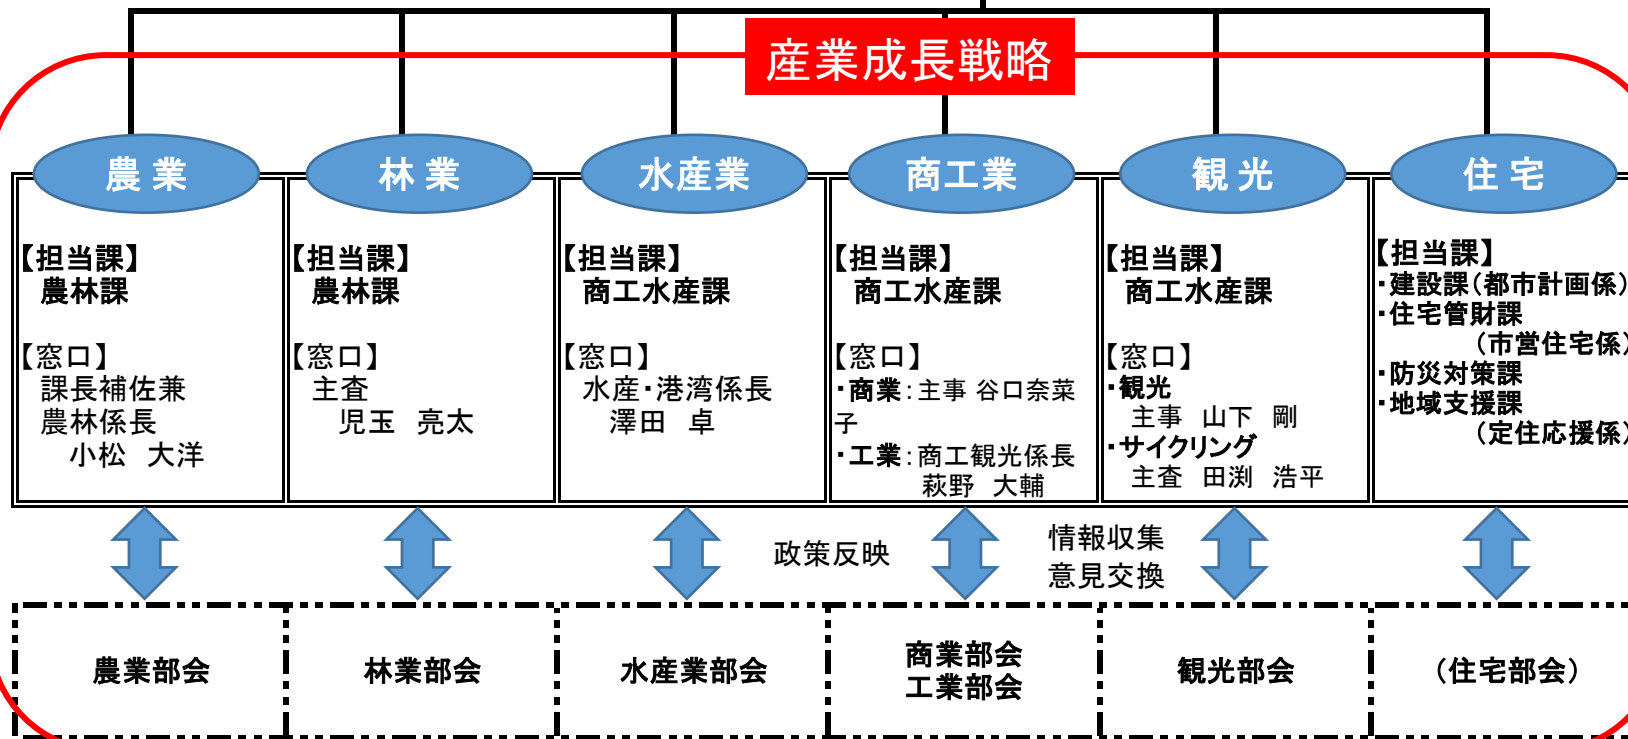 産業成長戦略
農 業
【担当課】
農林課
【窓口】
課長補佐兼
農林係長
小松　大洋
林 業
【担当課】
農林課
【窓口】
主査
児玉　亮太
水産業
【担当課】
商工水産課
【窓口】
水産・港湾係長
澤田　卓
商工業
【担当課】
商工水産課
【窓口】
・商業：主事 谷口奈菜
子
・工業：商工観光係長
萩野　大輔
観 光
【担当課】
商工水産課
【窓口】
・観光
主事　山下　剛
・サイクリング
主査　田渕　浩平
住 宅
【担当課】
・建設課（都市計画係）
・住宅管財課
（市営住宅係）
・防災対策課
・地域支援課
（定住応援係）
政策反映
情報収集
意見交換
農業部会
林業部会
水産業部会
商業部会
工業部会
観光部会
（住宅部会）